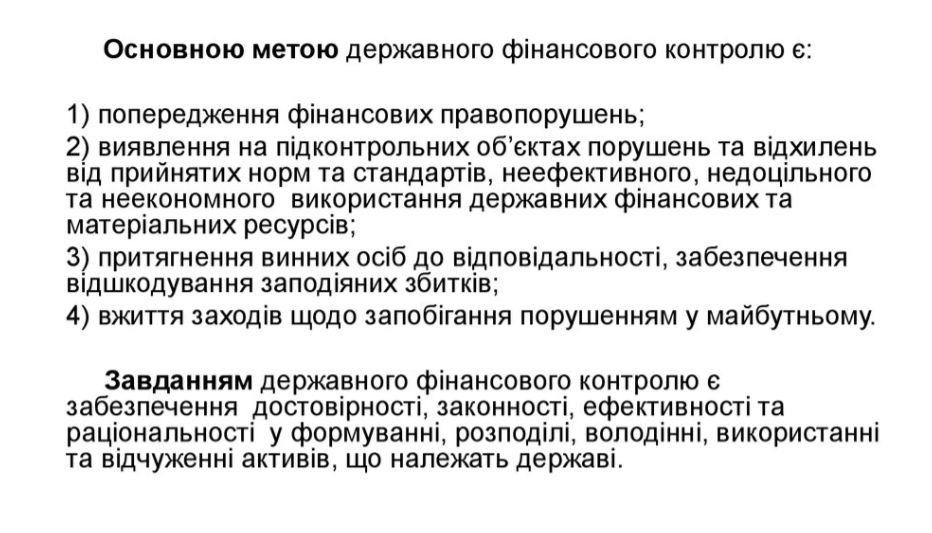 Основною метою державного фінансового контролю є:
1) попередження фінансових правопорушень;
2) виявлення на підконтрольних об’єктах порушень та відхилень
від прийнятих норм та стандартів, неефективного, недоцільного
та неекономного використання державних фінансових та
матеріальних ресурсів;
3) притягнення винних осіб до відповідальності, забезпечення
відшкодування заподіяних збитків;
4) вжиття заходів щодо запобігання порушенням у майбутньому.
Завданням державного фінансового контролю є
забезпечення достовірності, законності, ефективності та
раціональності у формуванні, розподілі, володінні, використанні
та відчуженні активів, що належать державі.